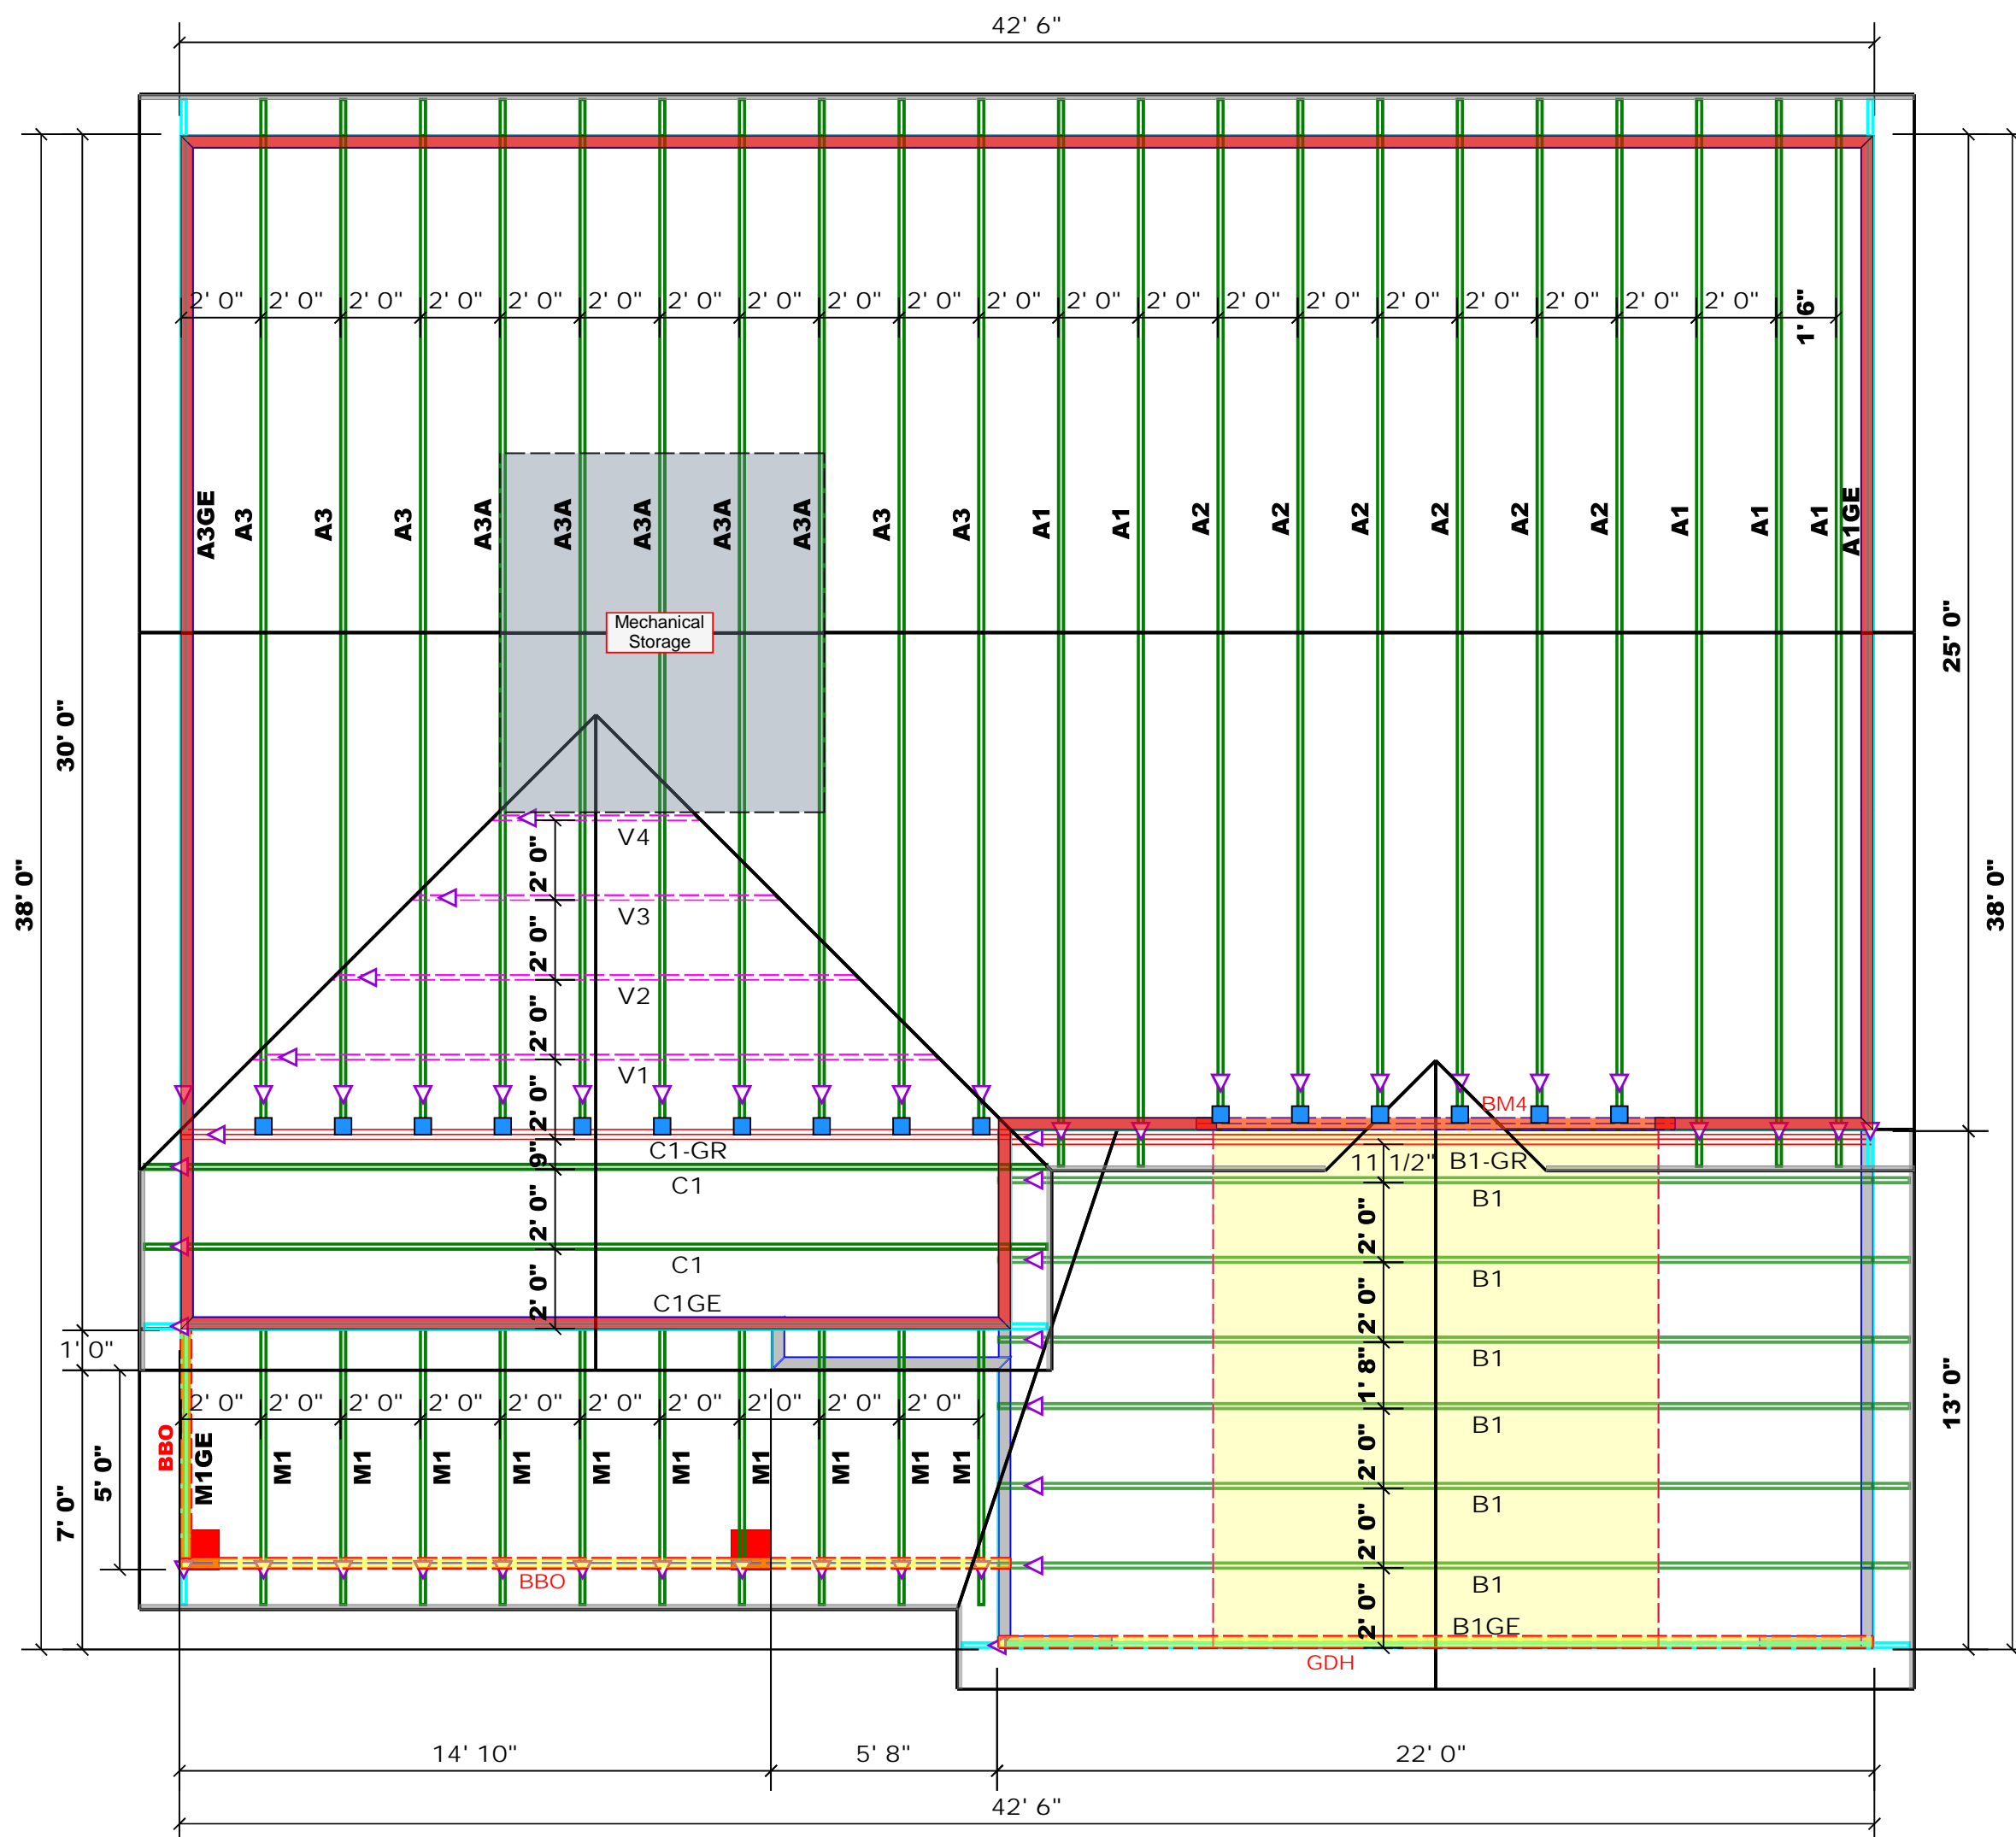 42' 6"
2' 0" 2' 0" 2' 0" 2' 0" 2' 0" 2' 0" 2' 0" 2' 0" 2' 0" 2' 0" 2' 0" 2' 0" 2' 0" 2' 0" 2' 0" 2' 0" 2' 0" 2' 0" 2' 0" 2' 0" 1' 6"
A3GE A3 A3 A3 A3A A3A A3A A3A A3A A3 A3 A1 A1 A2 A2 A2 A2 A2 A2 A1 A1 A1 A1GE
Mechanical
Storage
25' 0"
30' 0"
38' 0"
38' 0"
V4
2' 0"
V3
2' 0"
V2
2' 0"
V1
2' 0"
BM4
C1-GR
9"
11 1/2"
B1-GR
C1
B1
2' 0"
2' 0"
C1
B1
2' 0"
2' 0"
C1GE
1' 0"
B1
1' 8"
13' 0"
2' 0" 2' 0" 2' 0" 2' 0" 2' 0" 2' 0" 2' 0" 2' 0" 2' 0" 2' 0"
B1
BBO
M1GE M1 M1 M1 M1 M1 M1 M1 M1 M1 M1
5' 0"
7' 0"
2' 0"
B1
2' 0"
BBO
B1
2' 0"
B1GE
GDH
14' 10"
5' 8"
22' 0"
42' 6"